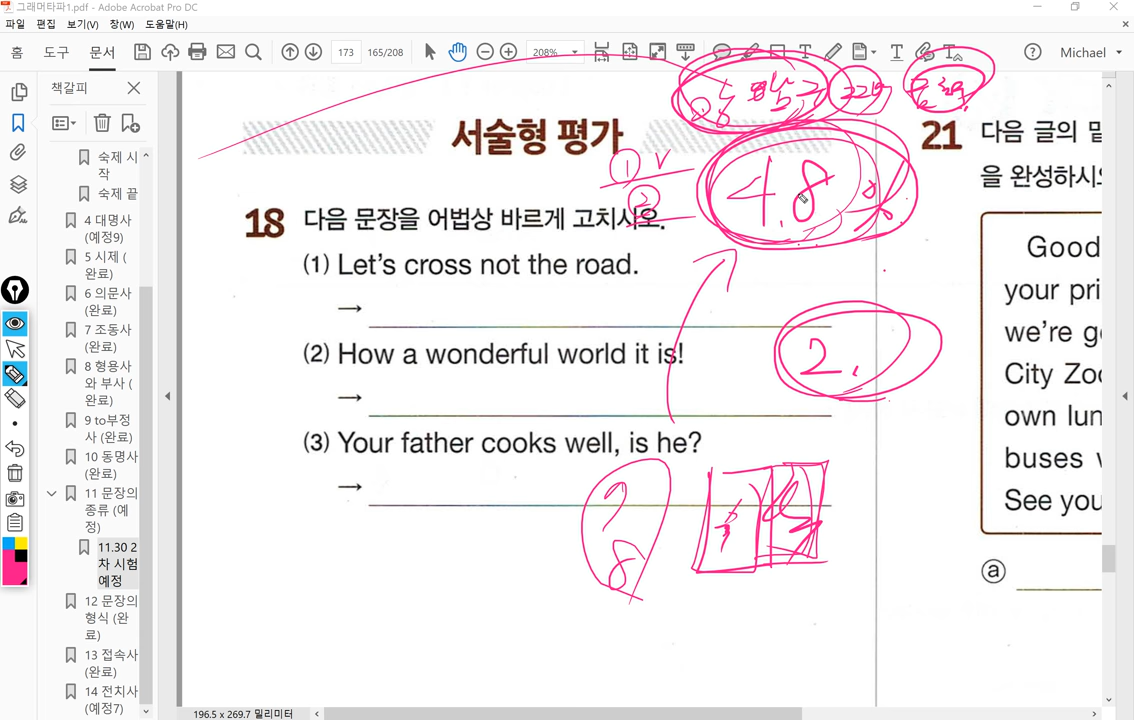 그래머타파1.pdf - Adobe Acrobat Pro DC
파일 편집 보기(V) 창(W) 도움말(H)
홈 도구 문서 173 165/208 208% Michael
책갈피
숙제 시작
숙제 끝
4 대명사 (예정9)
5 시제 (완료)
6 의문사 (완료)
7 조동사 (완료)
8 형용사와 부사 (완료)
9 to부정사 (완료)
10 동명사 (완료)
11 문장의 종류 (예정)
11.30 2차 시험 예정
12 문장의 형식 (완료)
13 접속사 (완료)
14 전치사 (예정7)
서술형 평가
① v
②
4.8
18 다음 문장을 어법상 바르게 고치시오.
(1) Let's cross not the road.
→
(2) How a wonderful world it is!
→
2.
(3) Your father cooks well, is he?
→
8
21 다음 글의 밑
을 완성하시오
Good
your pri
we're go
City Zoo
own lun
buses w
See you
ⓐ
196.5 x 269.7 밀리미터